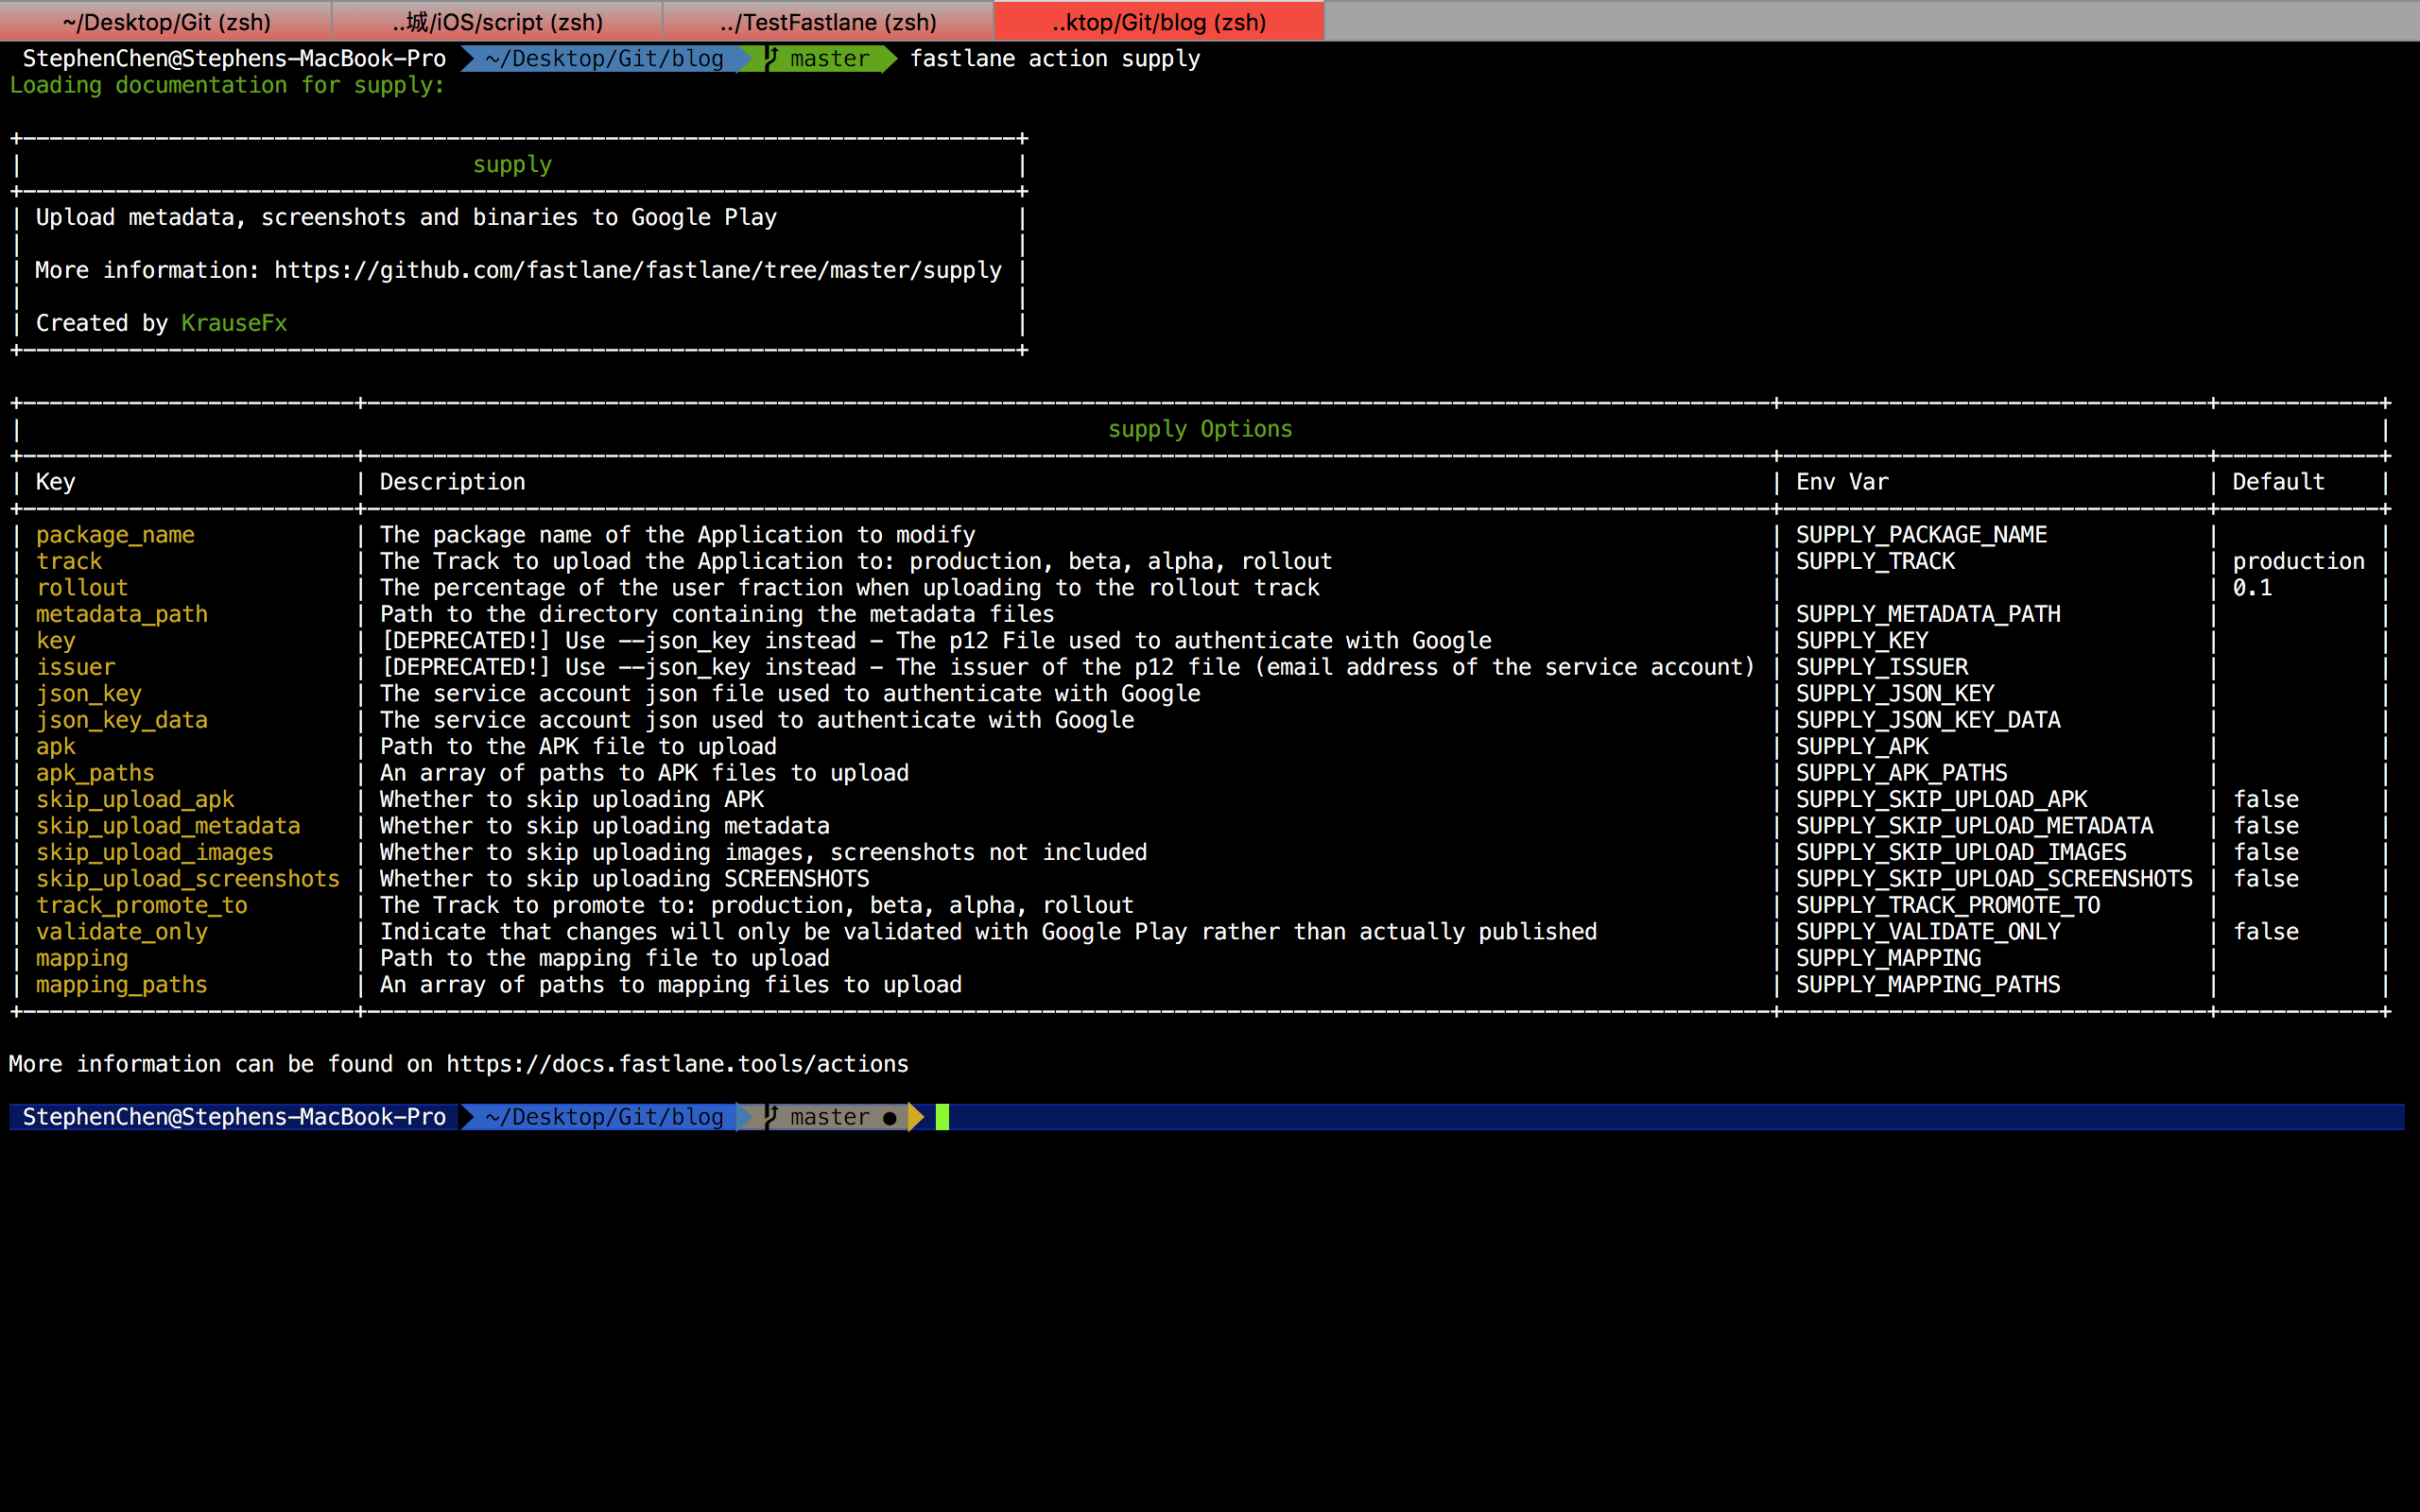 ~/Desktop/Git (zsh)
..城/iOS/script (zsh)
../TestFastlane (zsh)
..ktop/Git/blog (zsh)
StephenChen@Stephens-MacBook-Pro ~/Desktop/Git/blog master fastlane action supply
Loading documentation for supply:
supply
Upload metadata, screenshots and binaries to Google Play
More information: https://github.com/fastlane/fastlane/tree/master/supply
Created by KrauseFx
supply Options
Key | Description | Env Var | Default
package_name | The package name of the Application to modify | SUPPLY_PACKAGE_NAME | |
track | The Track to upload the Application to: production, beta, alpha, rollout | SUPPLY_TRACK | production |
rollout | The percentage of the user fraction when uploading to the rollout track | | 0.1 |
metadata_path | Path to the directory containing the metadata files | SUPPLY_METADATA_PATH | |
key | [DEPRECATED!] Use --json_key instead - The p12 File used to authenticate with Google | SUPPLY_KEY | |
issuer | [DEPRECATED!] Use --json_key instead - The issuer of the p12 file (email address of the service account) | SUPPLY_ISSUER | |
json_key | The service account json file used to authenticate with Google | SUPPLY_JSON_KEY | |
json_key_data | The service account json used to authenticate with Google | SUPPLY_JSON_KEY_DATA | |
apk | Path to the APK file to upload | SUPPLY_APK | |
apk_paths | An array of paths to APK files to upload | SUPPLY_APK_PATHS | |
skip_upload_apk | Whether to skip uploading APK | SUPPLY_SKIP_UPLOAD_APK | false |
skip_upload_metadata | Whether to skip uploading metadata | SUPPLY_SKIP_UPLOAD_METADATA | false |
skip_upload_images | Whether to skip uploading images, screenshots not included | SUPPLY_SKIP_UPLOAD_IMAGES | false |
skip_upload_screenshots | Whether to skip uploading SCREENSHOTS | SUPPLY_SKIP_UPLOAD_SCREENSHOTS | false |
track_promote_to | The Track to promote to: production, beta, alpha, rollout | SUPPLY_TRACK_PROMOTE_TO | |
validate_only | Indicate that changes will only be validated with Google Play rather than actually published | SUPPLY_VALIDATE_ONLY | false |
mapping | Path to the mapping file to upload | SUPPLY_MAPPING | |
mapping_paths | An array of paths to mapping files to upload | SUPPLY_MAPPING_PATHS | |
More information can be found on https://docs.fastlane.tools/actions
StephenChen@Stephens-MacBook-Pro ~/Desktop/Git/blog master ●